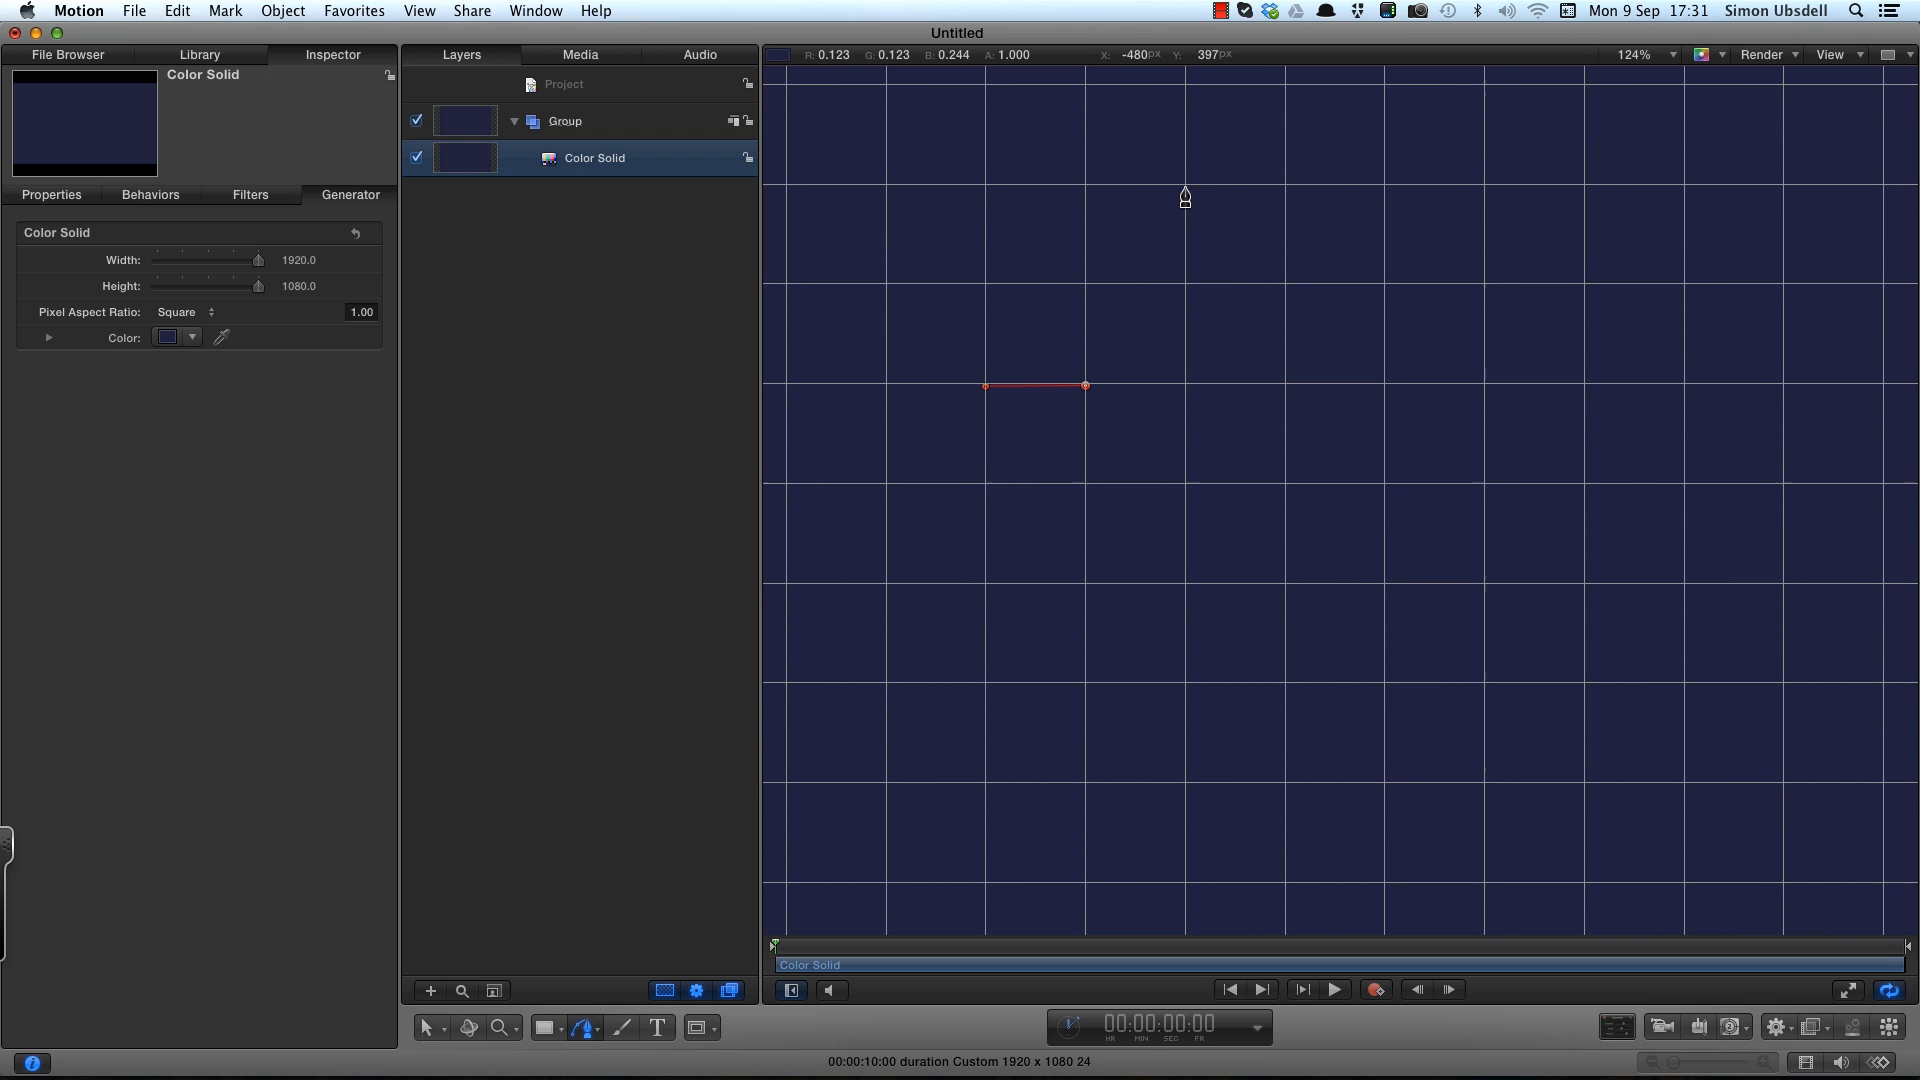 Motion File Edit Mark Object Favorites View Share Window Help Mon 9 Sep 17:31 Simon Ubsdell
Untitled
File Browser Library Inspector Layers Media Audio R: 0.123 G: 0.123 B: 0.244 A: 1.000 X: -480px Y: 397px 124% Render View
Color Solid
Project
Group
Color Solid
Properties Behaviors Filters Generator
Color Solid
Width: 1920.0
Height: 1080.0
Pixel Aspect Ratio: Square 1.00
Color:
Color Solid
T 00:00:00:00
HR MIN SEC FR
00:00:10:00 duration Custom 1920 x 1080 24